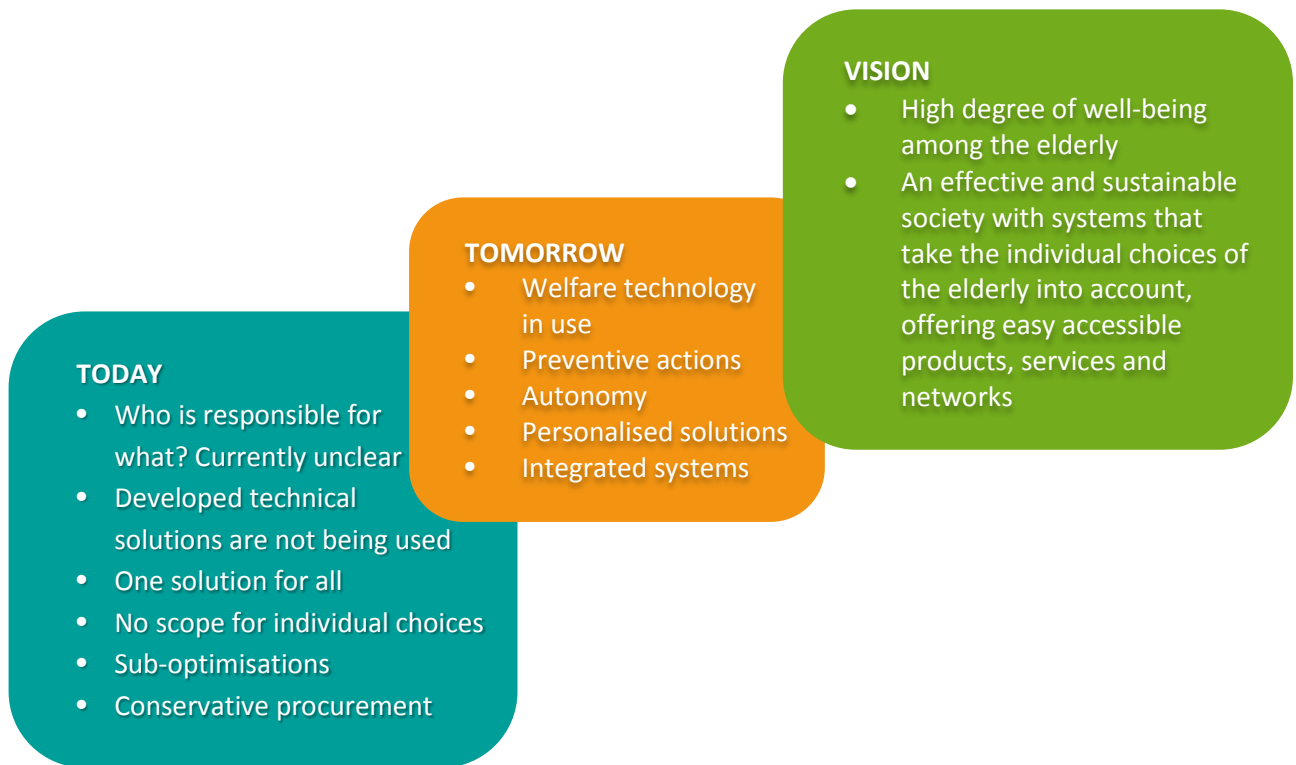 VISION
• High degree of well-being
among the elderly
• An effective and sustainable
society with systems that
take the individual choices of
the elderly into account,
offering easy accessible
products, services and
networks
TOMORROW
• Welfare technology
in use
• Preventive actions
• Autonomy
• Personalised solutions
• Integrated systems
TODAY
• Who is responsible for
what? Currently unclear
• Developed technical
solutions are not being used
• One solution for all
• No scope for individual choices
• Sub-optimisations
• Conservative procurement